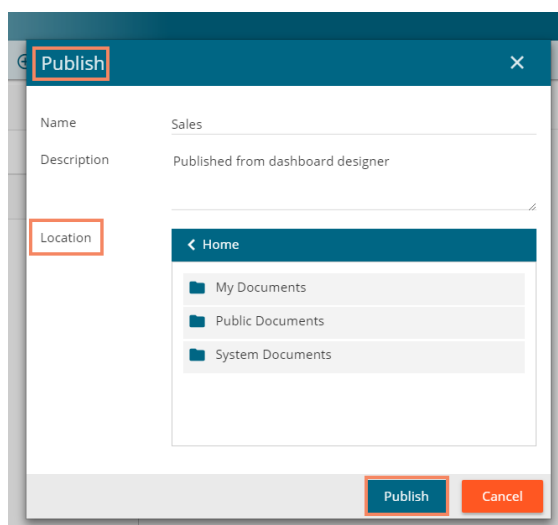 Publish
Name
Sales
Description
Published from dashboard designer
Location
Home
My Documents
Public Documents
System Documents
Publish
Cancel